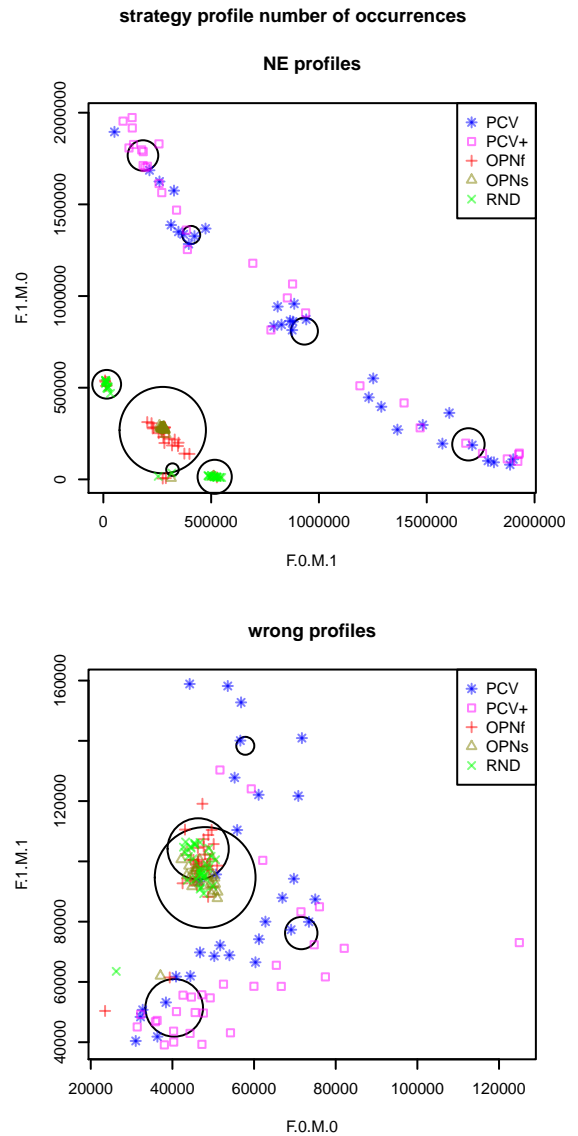 strategy profile number of occurrences
NE profiles
PCV
PCV+
OPNf
OPNs
RND
F.1.M.0
0 500000 1000000 1500000 2000000
0 500000 1000000 1500000 2000000
F.0.M.1
wrong profiles
PCV
PCV+
OPNf
OPNs
RND
F.1.M.1
40000 60000 80000 100000 120000 160000
20000 40000 60000 80000 100000 120000
F.0.M.0